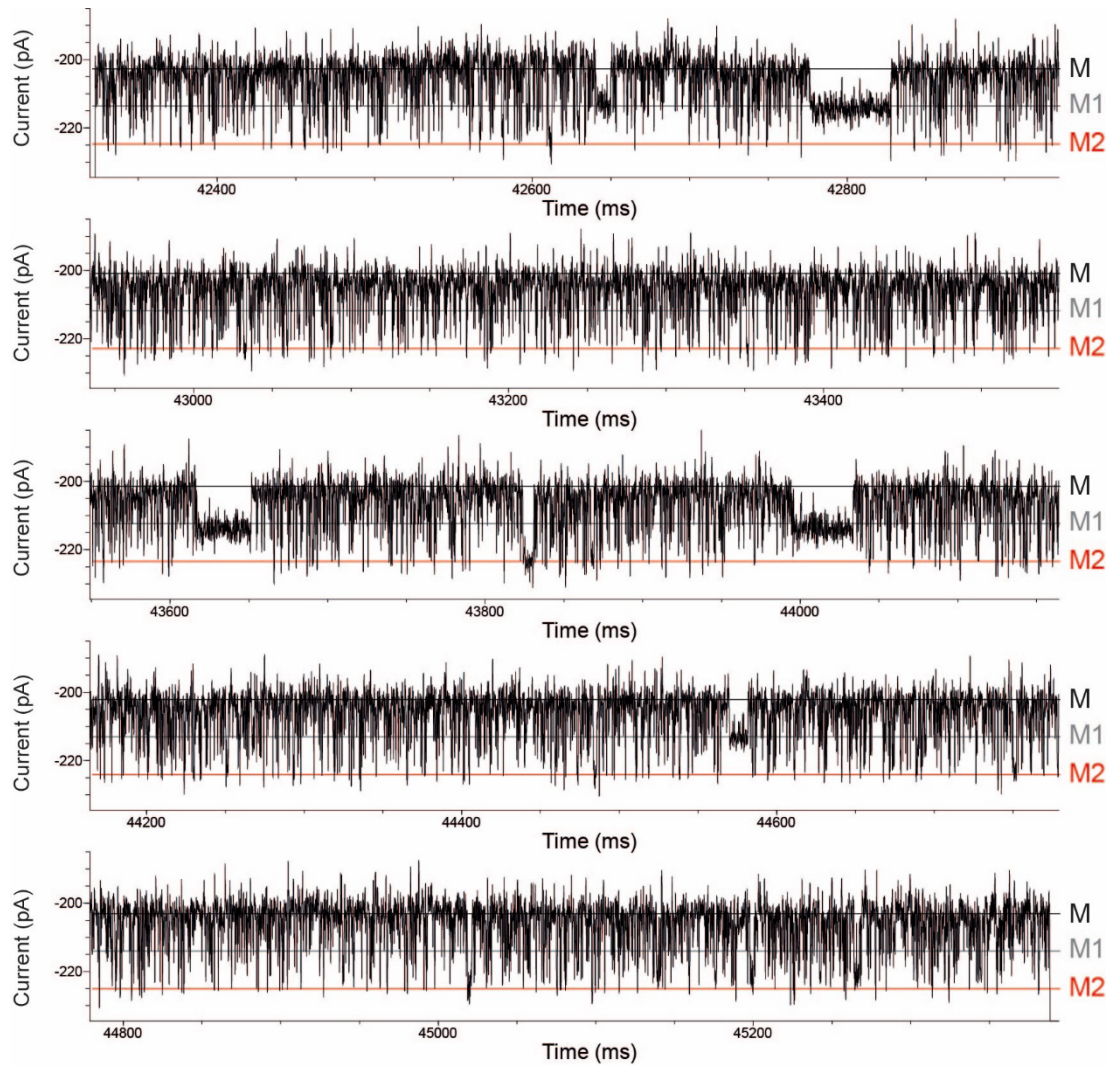 Current (pA)
-200
-220
M
M1
M2
42400
42600
42800
Time (ms)
Current (pA)
-200
-220
M
M1
M2
43000
43200
43400
Time (ms)
Current (pA)
-200
-220
M
M1
M2
43600
43800
44000
Time (ms)
Current (pA)
-200
-220
M
M1
M2
44200
44400
44600
Time (ms)
Current (pA)
-200
-220
M
M1
M2
44800
45000
45200
Time (ms)